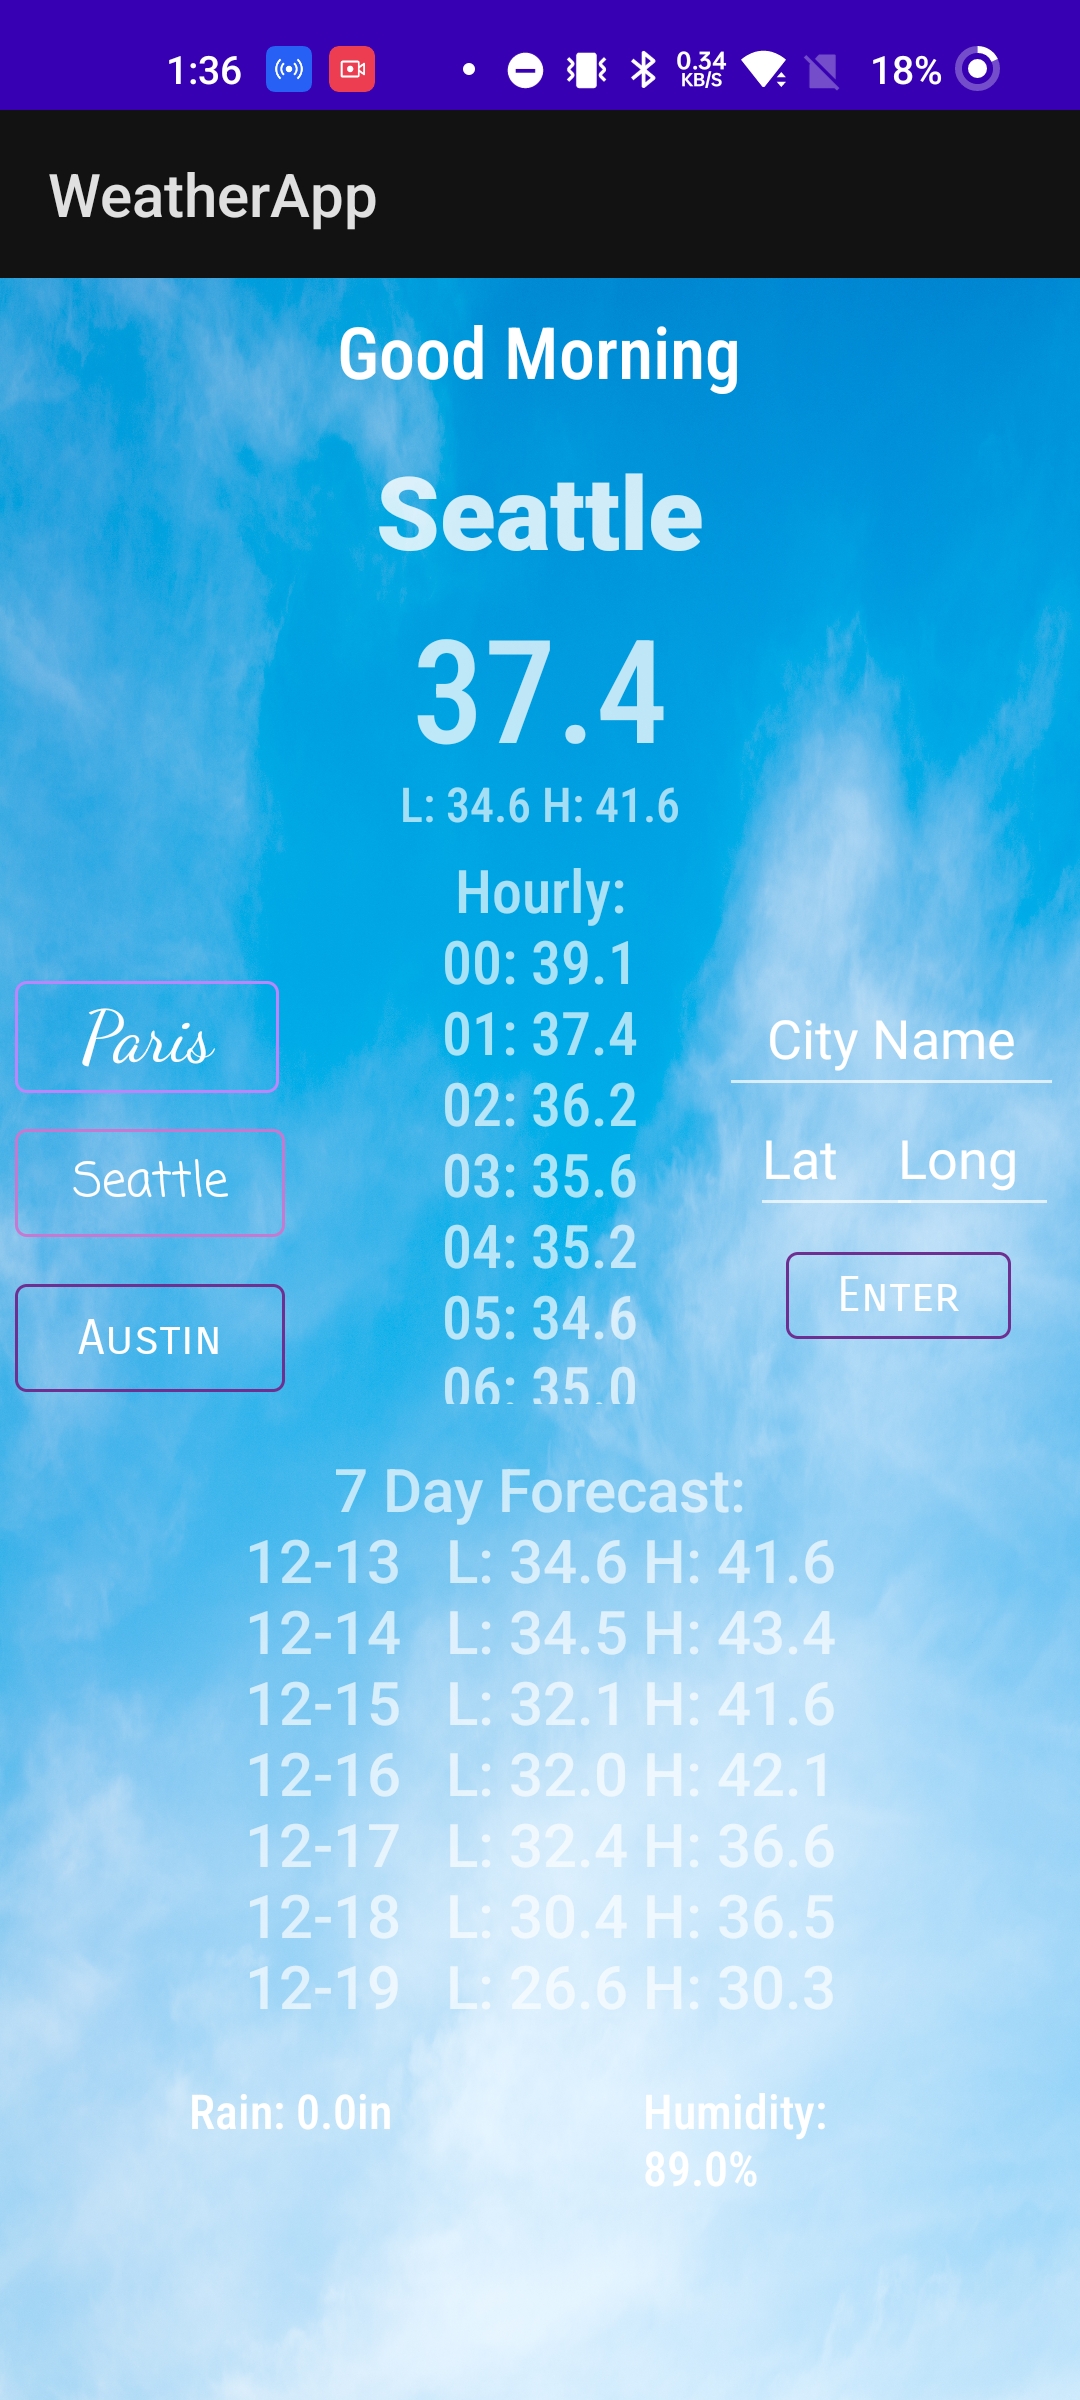 1:36
0.34
KB/S
18%
WeatherApp
Good Morning
Seattle
37.4
L: 34.6 H: 41.6
Hourly:
00: 39.1
01: 37.4
02: 36.2
03: 35.6
04: 35.2
05: 34.6
06: 35.0
Paris
Seattle
Austin
City Name
Lat Long
Enter
7 Day Forecast:
12-13 L: 34.6 H: 41.6
12-14 L: 34.5 H: 43.4
12-15 L: 32.1 H: 41.6
12-16 L: 32.0 H: 42.1
12-17 L: 32.4 H: 36.6
12-18 L: 30.4 H: 36.5
12-19 L: 26.6 H: 30.3
Rain: 0.0in
Humidity:
89.0%